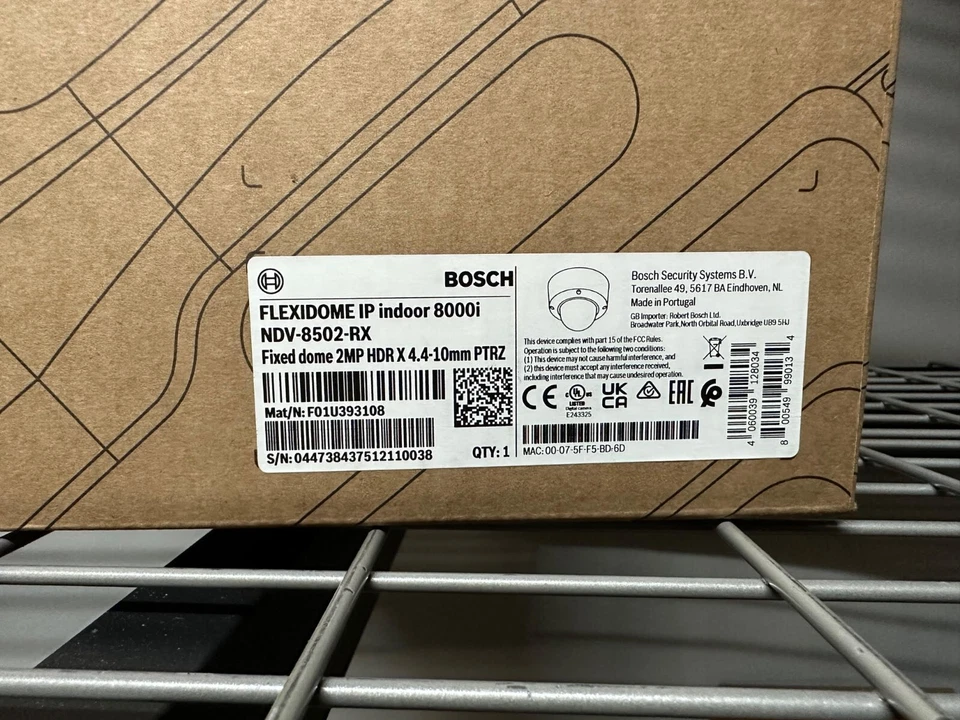 BOSCH
FLEXIDOME IP indoor 8000i
NDV-8502-RX
Fixed dome 2MP HDR X 4.4-10mm PTRZ
Mat/N: F01U393108
S/N: 044738437512110038
QTY: 1
Bosch Security Systems B.V.
Torenallee 49, 5617 BA Eindhoven, NL
Made in Portugal
GB Importer: Robert Bosch Ltd.
Broadwater Park, North Orbital Road, Uxbridge UB9 5HJ
This device complies with part 15 of the FCC Rules.
Operation is subject to the following two conditions:
(1) This device may not cause harmful interference, and
(2) this device must accept any interference received,
including interference that may cause undesired operation.
CE
c UL us
LISTED
Digital camera
E243325
UK
CA
EAC
MAC: 00-07-5F-F5-BD-6D
4 060039 128034
8 00549 99013 4